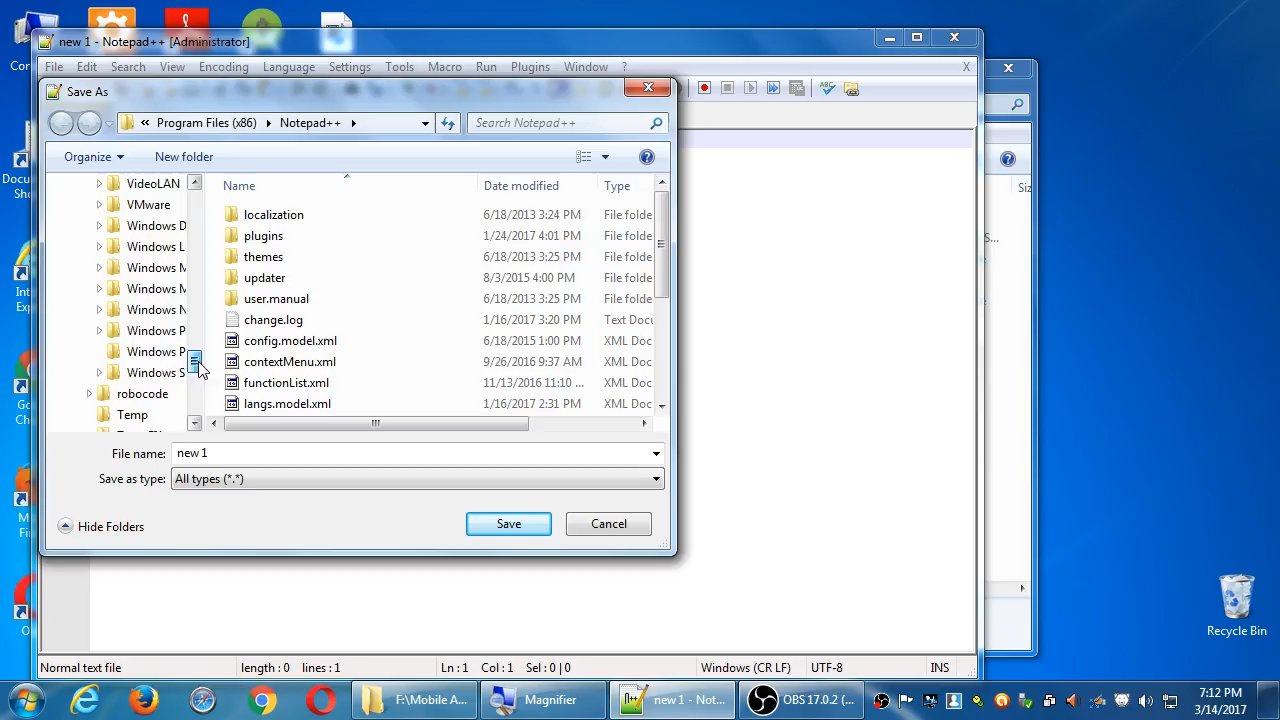 new 1 - Notepad++ [Administrator]
File Edit Search View Encoding Language Settings Tools Macro Run Plugins Window ? X
Save As
« Program Files (x86) Notepad++
Search Notepad++
Organize New folder
Name Date modified Type
VideoLAN
VMware
Windows D
Windows L
Windows M
Windows M
Windows N
Windows P
Windows P
Windows S
robocode
Temp
localization 6/18/2013 3:24 PM File folde
plugins 1/24/2017 4:01 PM File folde
themes 6/18/2013 3:25 PM File folde
updater 8/3/2015 4:00 PM File folde
user.manual 6/18/2013 3:25 PM File folde
change.log 1/16/2017 3:20 PM Text Docu
config.model.xml 6/18/2015 1:00 PM XML Doc
contextMenu.xml 9/26/2016 9:37 AM XML Doc
functionList.xml 11/13/2016 11:10 ... XML Doc
langs.model.xml 1/16/2017 2:31 PM XML Doc
File name: new 1
Save as type: All types (*.*)
Hide Folders
Save Cancel
Siz
S...
Recycle Bin
Normal text file length : 0 lines : 1 Ln : 1 Col : 1 Sel : 0 | 0 Windows (CR LF) UTF-8 INS
F:\Mobile A...
Magnifier
new 1 - Not...
OBS 17.0.2 (...
7:12 PM
3/14/2017